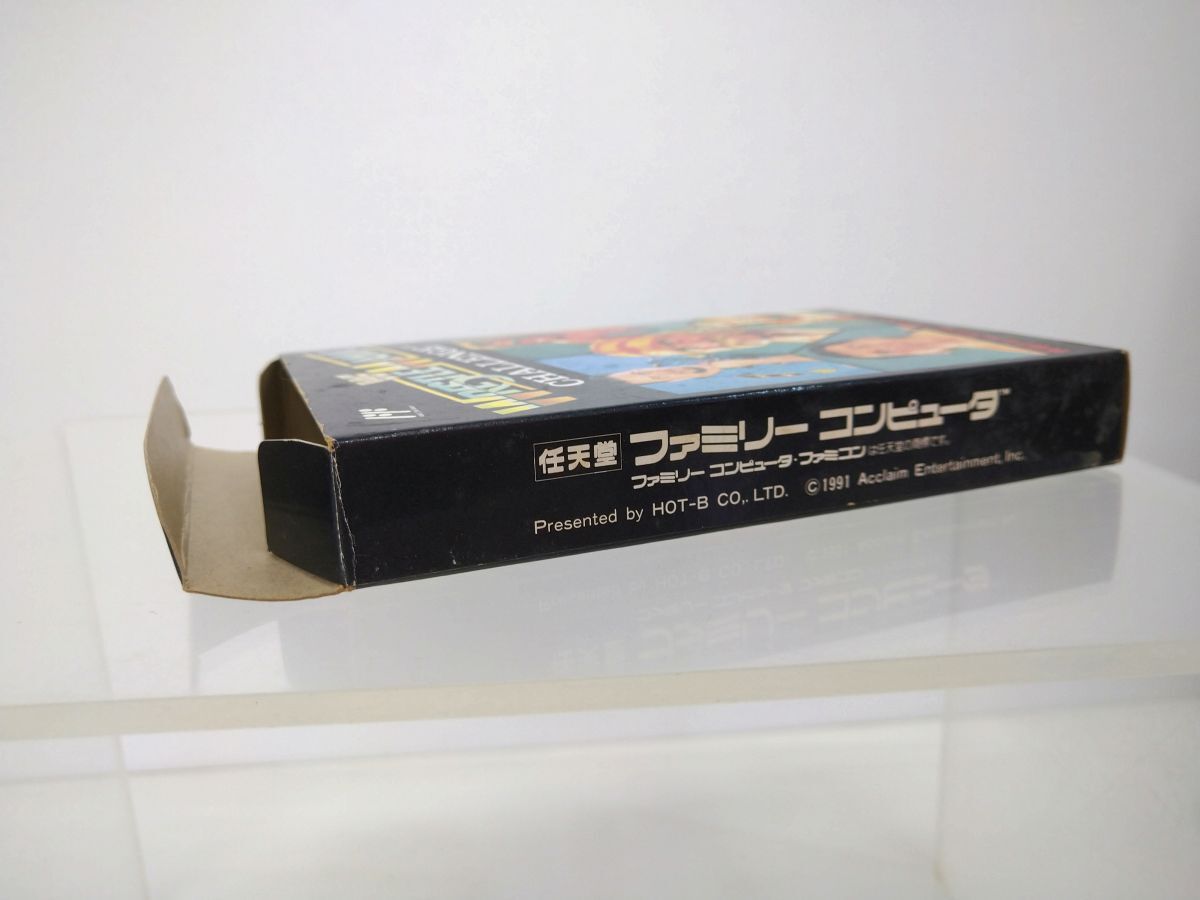 WRESTLEMANIA
CHALLENGE
任天堂 ファミリー コンピュータ™
ファミリー コンピュータ・ファミコンは任天堂の商標です。
Presented by HOT-B CO,. LTD. ©1991 Acclaim Entertainment, Inc.